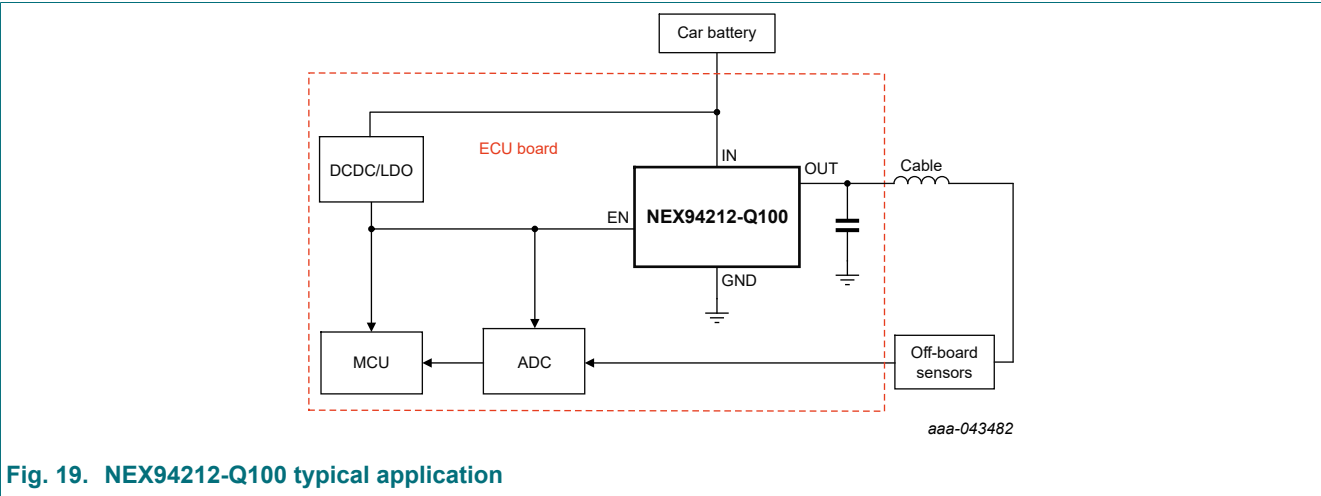 Car battery
ECU board
DCDC/LDO
IN
OUT
Cable
EN
NEX94212-Q100
GND
MCU
ADC
Off-board
sensors
aaa-043482
Fig. 19. NEX94212-Q100 typical application